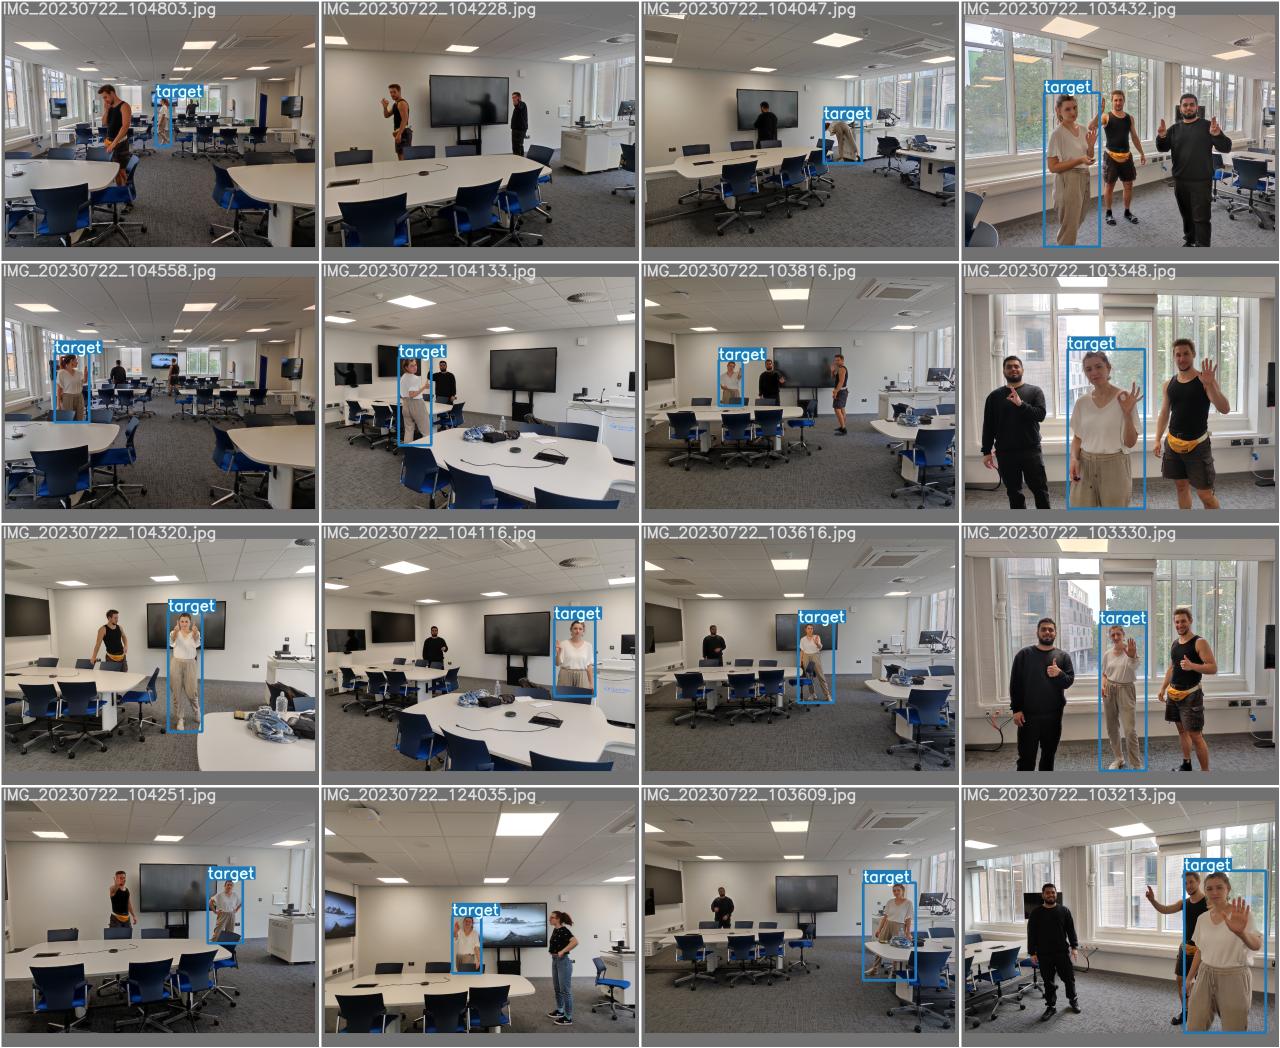 IMG_20230722_104803.jpg
target
IMG_20230722_104228.jpg
IMG_20230722_104047.jpg
target
IMG_20230722_103432.jpg
target
IMG_20230722_104558.jpg
target
IMG_20230722_104133.jpg
target
IMG_20230722_103816.jpg
target
IMG_20230722_103348.jpg
target
IMG_20230722_104320.jpg
target
IMG_20230722_104116.jpg
target
IMG_20230722_103616.jpg
target
IMG_20230722_103330.jpg
target
IMG_20230722_104251.jpg
target
IMG_20230722_124035.jpg
target
IMG_20230722_103609.jpg
target
IMG_20230722_103213.jpg
target